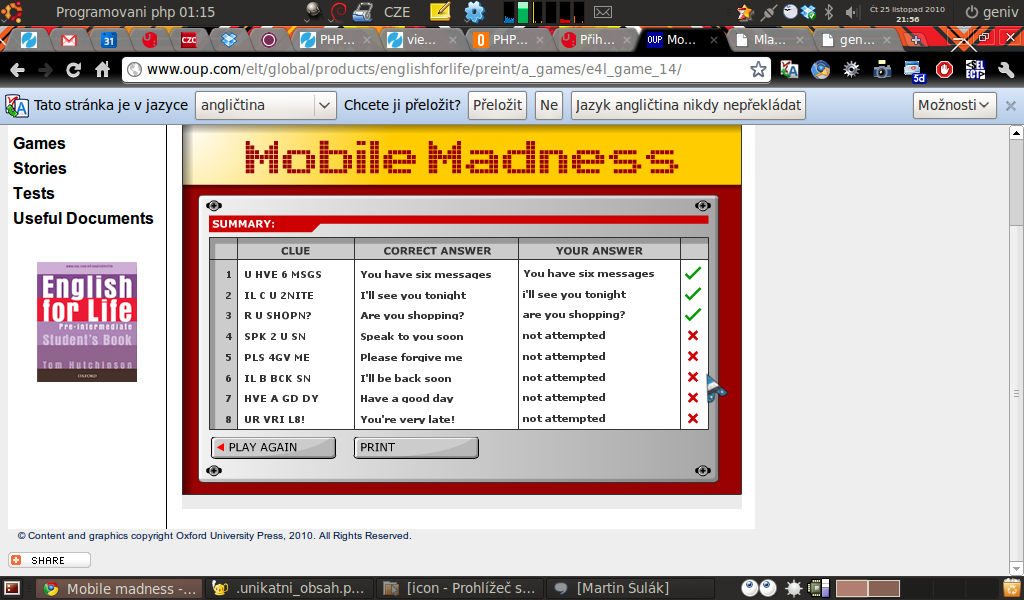 Programovani php 01:15
CZE
Čt 25 listopad 2010
21:56
geniv
31
CZC
PHP...
vie...
PHP...
Přih...
OUP Mo...
Mla...
gen...
www.oup.com/elt/global/products/englishforlife/preint/a_games/e4l_game_14/
5d
SEL
ECT
Tato stránka je v jazyce angličtina Chcete ji přeložit? Přeložit Ne Jazyk angličtina nikdy nepřekládat Možnosti
Games
Stories
Tests
Useful Documents
English
for Life
Pre-intermediate
Student's Book
Tom Hutchinson
OXFORD
Mobile Madness
SUMMARY:
CLUE CORRECT ANSWER YOUR ANSWER
1 U HVE 6 MSGS You have six messages You have six messages
2 IL C U 2NITE I'll see you tonight i'll see you tonight
3 R U SHOPN? Are you shopping? are you shopping?
4 SPK 2 U SN Speak to you soon not attempted
5 PLS 4GV ME Please forgive me not attempted
6 IL B BCK SN I'll be back soon not attempted
7 HVE A GD DY Have a good day not attempted
8 UR VRI L8! You're very late! not attempted
PLAY AGAIN PRINT
© Content and graphics copyright Oxford University Press, 2010. All Rights Reserved.
SHARE
Mobile madness -...
.unikatni_obsah.p...
[icon - Prohlížeč s...
[Martin Šulák]